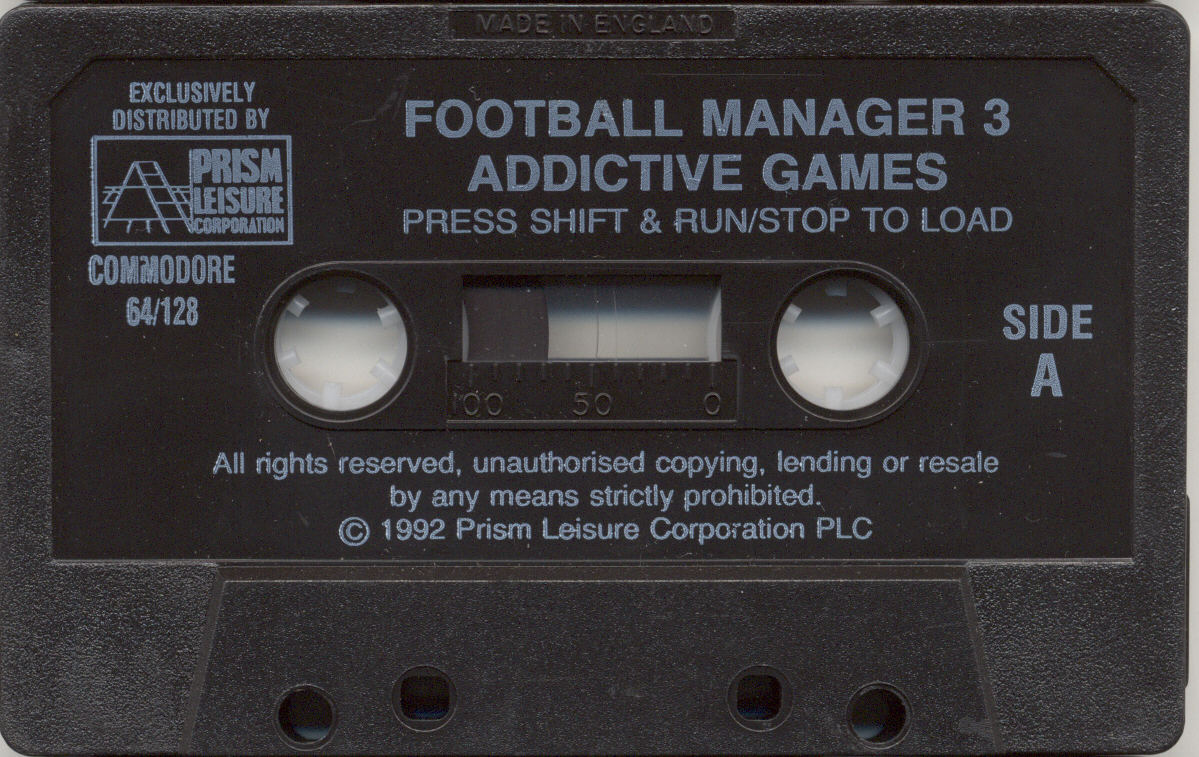 MADE IN ENGLAND
EXCLUSIVELY
DISTRIBUTED BY
PRISM
LEISURE
CORPORATION
COMMODORE
64/128
FOOTBALL MANAGER 3
ADDICTIVE GAMES
PRESS SHIFT & RUN/STOP TO LOAD
SIDE
A
100 50 0
All rights reserved, unauthorised copying, lending or resale
by any means strictly prohibited.
© 1992 Prism Leisure Corporation PLC